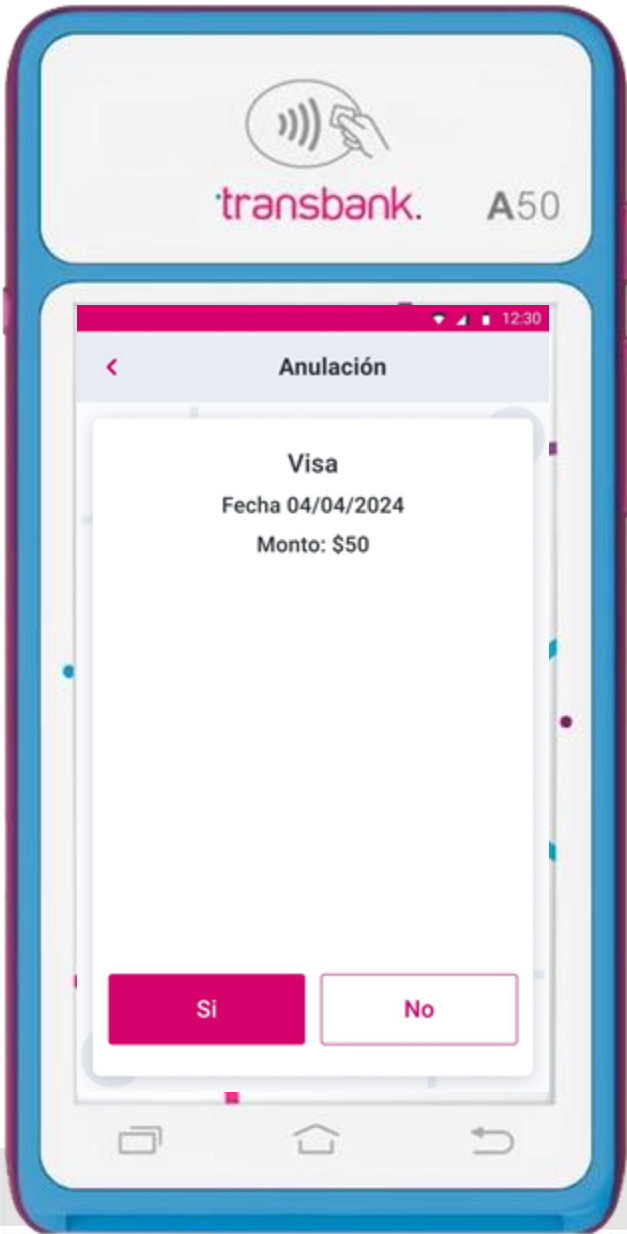 transbank.
A50
12:30
Anulación
Visa
Fecha 04/04/2024
Monto: $50
Si
No